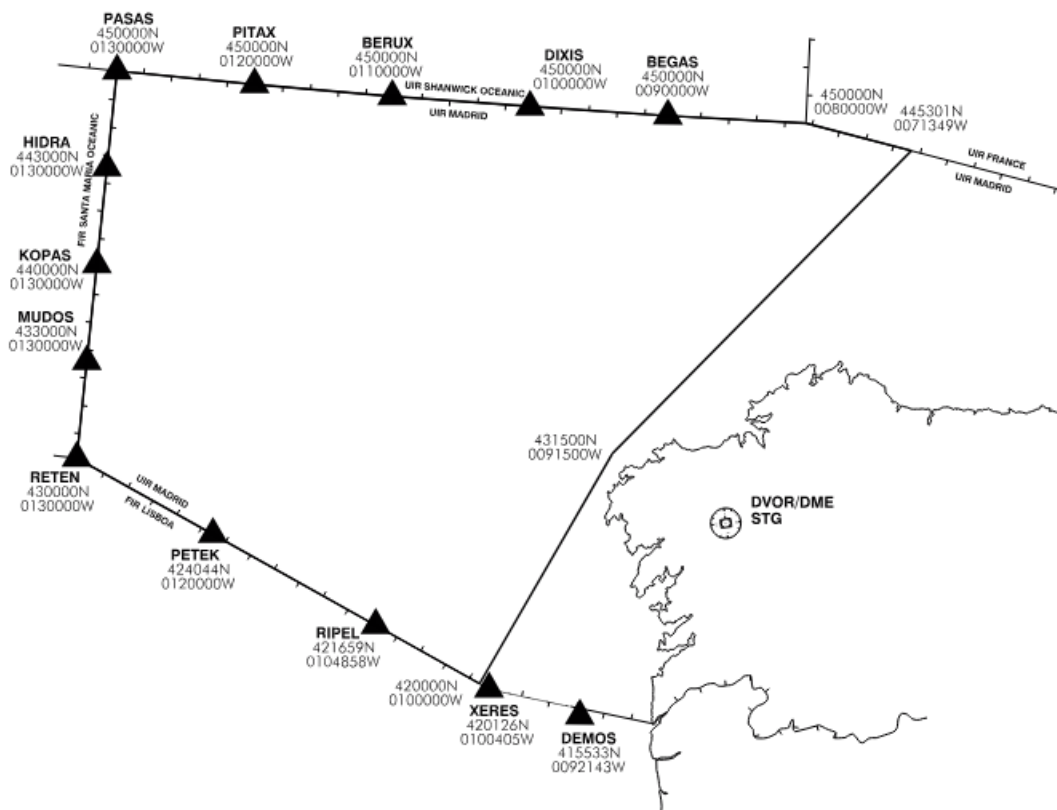 PASAS
450000N
0130000W
PITAX
450000N
0120000W
BERUX
450000N
0110000W
DIXIS
450000N
0100000W
BEGAS
450000N
0090000W
450000N
0080000W
445301N
0071349W
UIR SHANWICK OCEANIC
UIR MADRID
UIR FRANCE
UIR MADRID
HIDRA
443000N
0130000W
FIR SANTA MARIA OCEANIC
KOPAS
440000N
0130000W
MUDOS
433000N
0130000W
431500N
0091500W
RETEN
430000N
0130000W
UIR MADRID
FIR LISBOA
DVOR/DME
STG
PETEK
424044N
0120000W
RIPEL
421659N
0104858W
420000N
0100000W
XERES
420126N
0100405W
DEMOS
415533N
0092143W